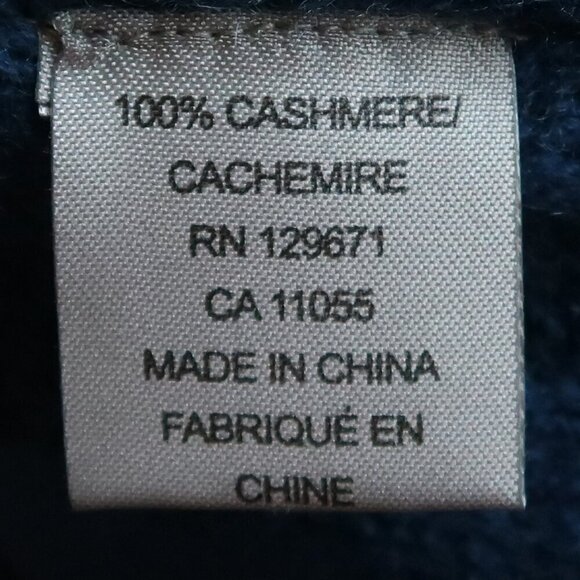 100% CASHMERE/
CACHEMIRE
RN 129671
CA 11055
MADE IN CHINA
FABRIQUÉ EN
CHINE